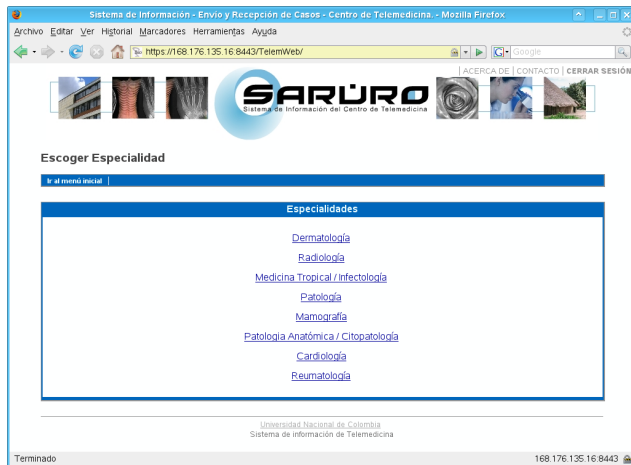 Sistema de Información - Envío y Recepción de Casos - Centro de Telemedicina. - Mozilla Firefox
Archivo Editar Ver Historial Marcadores Herramientas Ayuda
https://168.176.135.16:8443/TelemWeb/
Google
ACERCA DE | CONTACTO | CERRAR SESIÓN
SARURO
Sistema de Información del Centro de Telemedicina
Escoger Especialidad
Ir al menú inicial
Especialidades
Dermatología
Radiología
Medicina Tropical / Infectología
Patología
Mamografía
Patologia Anatómica / Citopatología
Cardiología
Reumatología
Universidad Nacional de Colombia
Sistema de información de Telemedicina
Terminado
168.176.135.16:8443